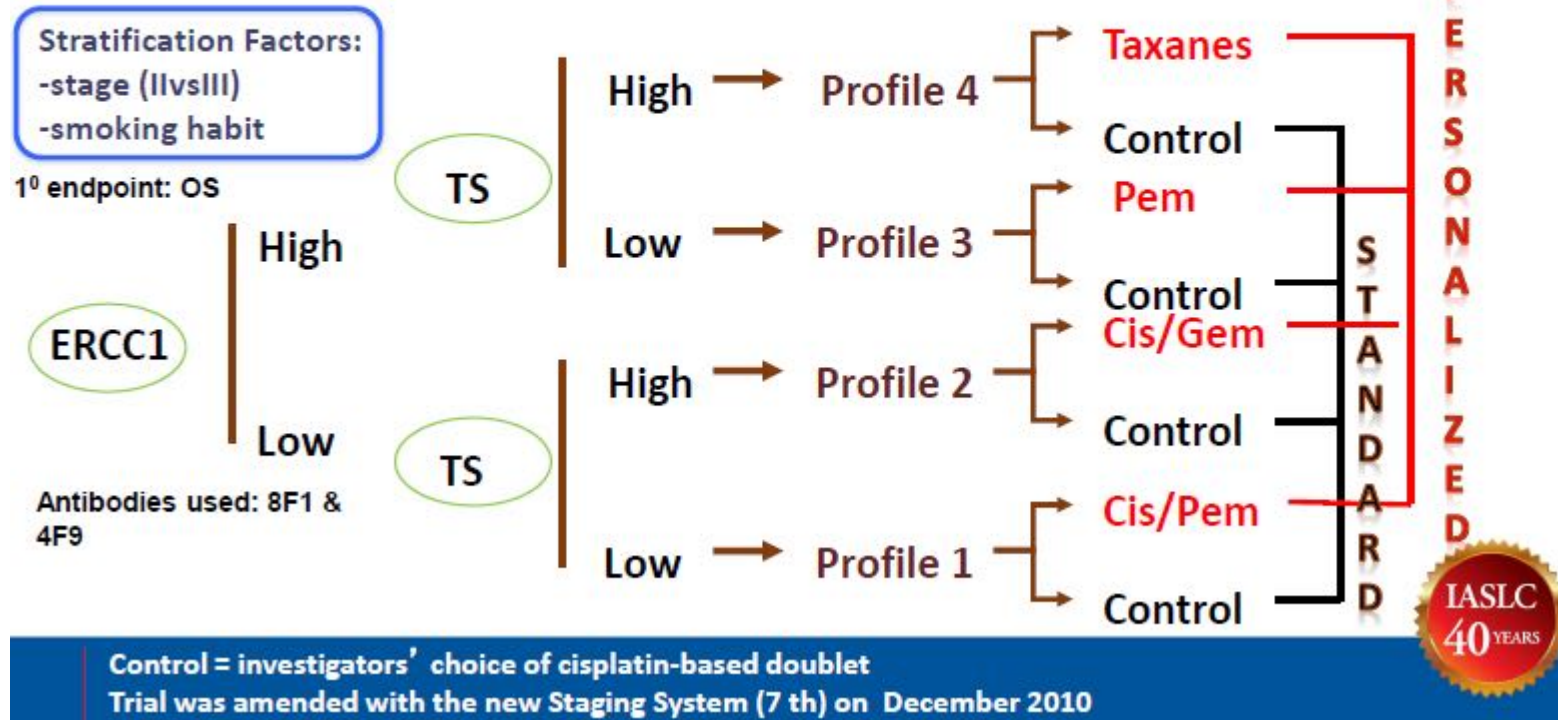 Stratification Factors:
-stage (IIvsIII)
-smoking habit
1⁰ endpoint: OS
ERCC1
High
Low
Antibodies used: 8F1 &
4F9
TS
High
Profile 4
Taxanes
Control
Low
Profile 3
Pem
Control
TS
High
Profile 2
Cis/Gem
Control
Low
Profile 1
Cis/Pem
Control
STANDARD
ERSONALIZED
IASLC
40 YEARS
Control = investigators’ choice of cisplatin-based doublet
Trial was amended with the new Staging System (7 th) on December 2010